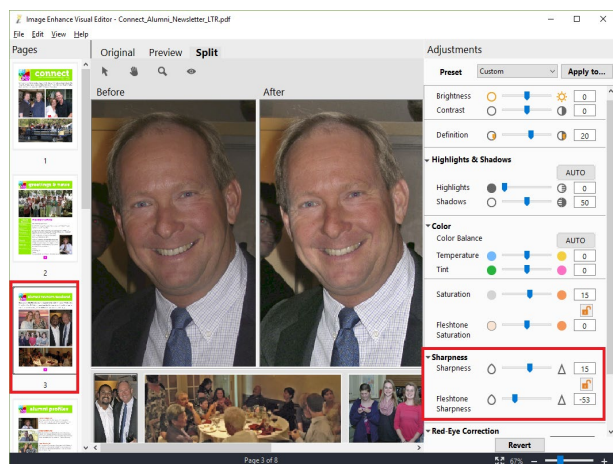 Image Enhance Visual Editor - Connect_Alumni_Newsletter_LTR.pdf
File Edit View Help
Pages
Original Preview Split
Adjustments
Preset Custom Apply to...
Before After
connect
1
greetings & news
2
3
alumni profiles
Brightness 0
Contrast 0
Definition 20
Highlights & Shadows
AUTO
Highlights 0
Shadows 50
Color
Color Balance AUTO
Temperature 0
Tint 0
Saturation 15
Fleshtone Saturation 0
Sharpness
Sharpness 15
Fleshtone Sharpness -53
Red-Eye Correction
Revert
Page 3 of 8
67%